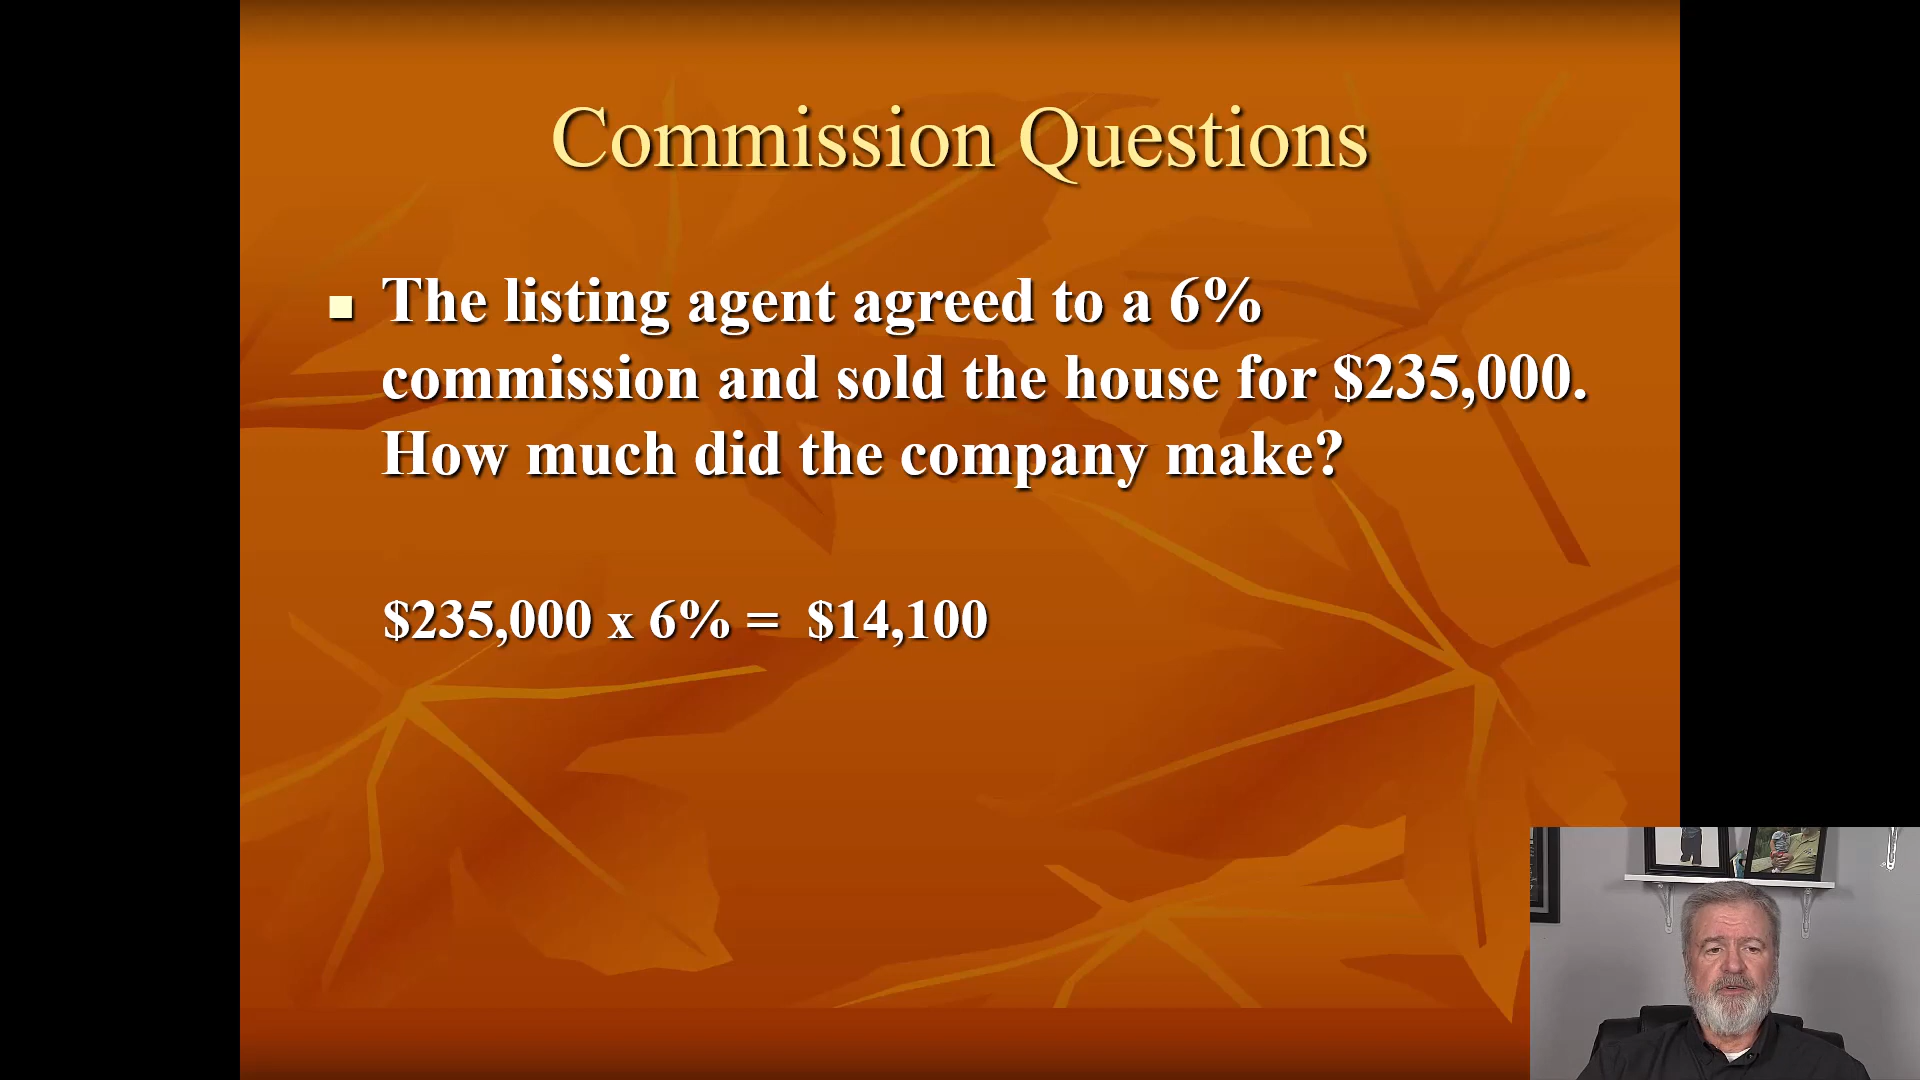 Commission Questions
The listing agent agreed to a 6%
commission and sold the house for $235,000.
How much did the company make?
$235,000 x 6% = $14,100